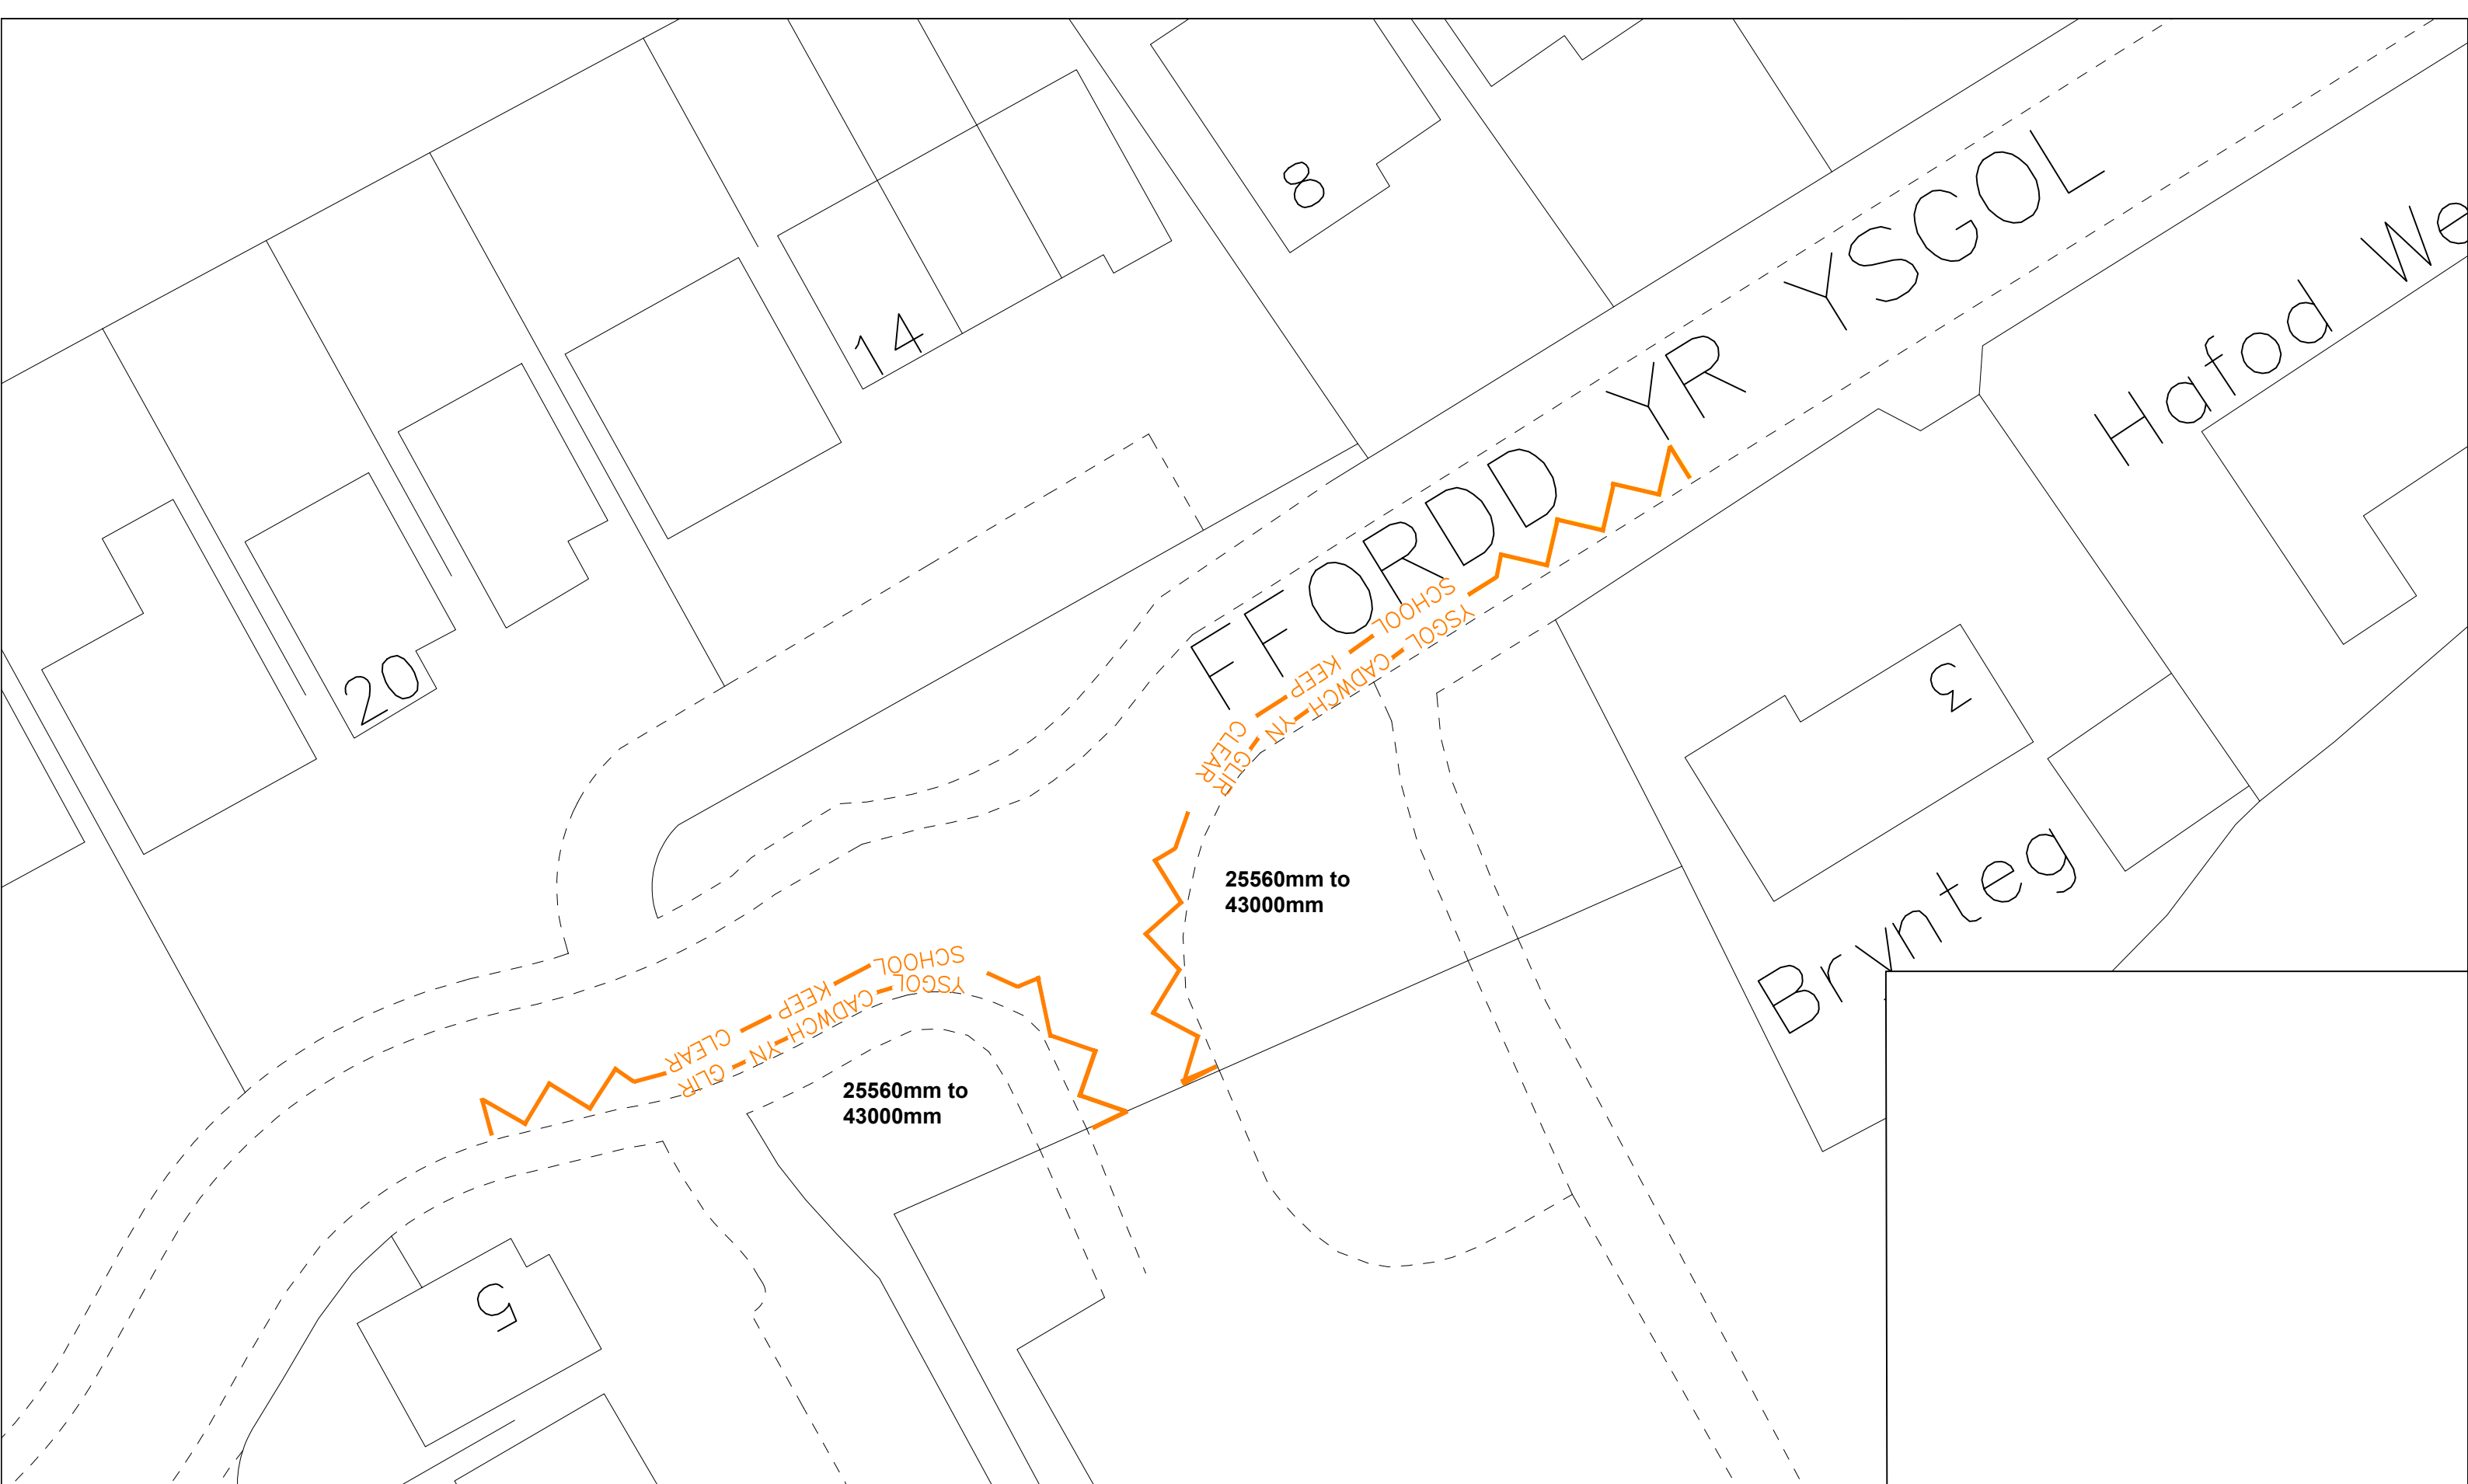 8
14
20
FFORDD YR YSGOL
Hafod We
3
Brynteg
5
SCHOOL KEEP CLEAR
YSGOL CADWCH YN GLIR
25560mm to
43000mm
SCHOOL KEEP CLEAR
YSGOL CADWCH YN GLIR
25560mm to
43000mm